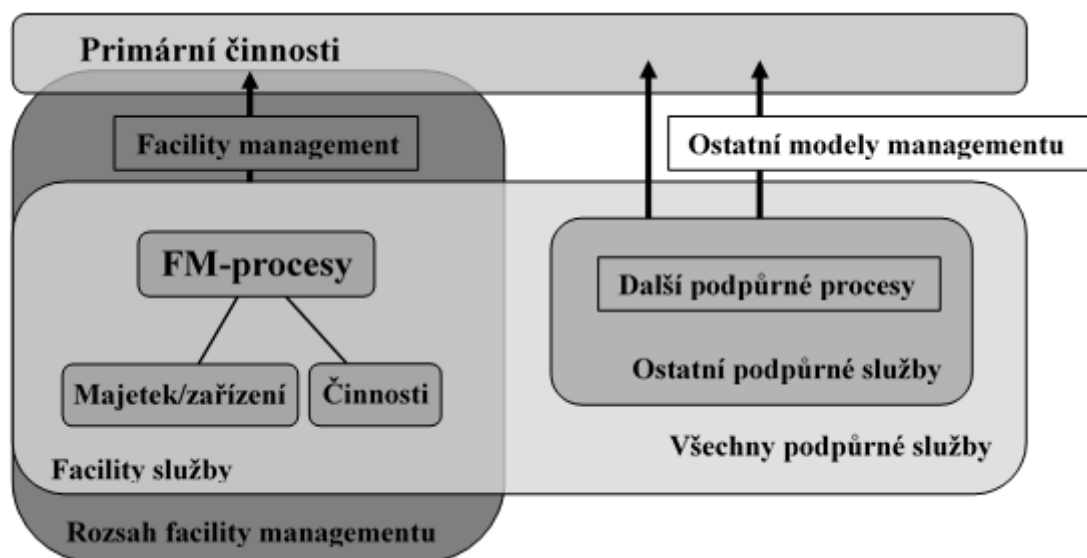 Primární činnosti
Facility management
Ostatní modely managementu
FM-procesy
Další podpůrné procesy
Majetek/zařízení
Činnosti
Ostatní podpůrné služby
Všechny podpůrné služby
Facility služby
Rozsah facility managementu